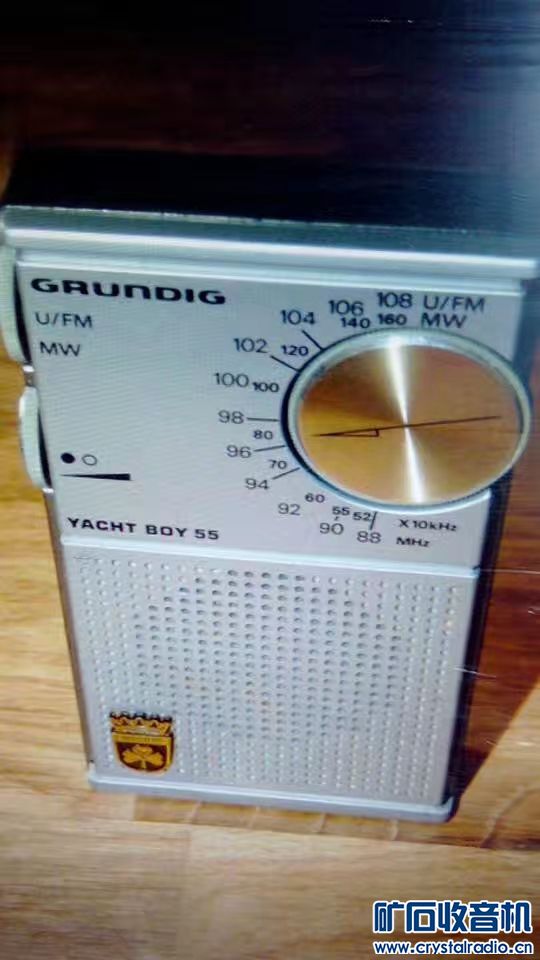 GRUNDIG
U/FM
MW
108 U/FM
106
104
160 MW
140
120
102
100 100
98
80
96
70
94
60
92
55
52
90
88
X10kHz
MHz
YACHT BOY 55
矿石收音机
www.crystalradio.cn